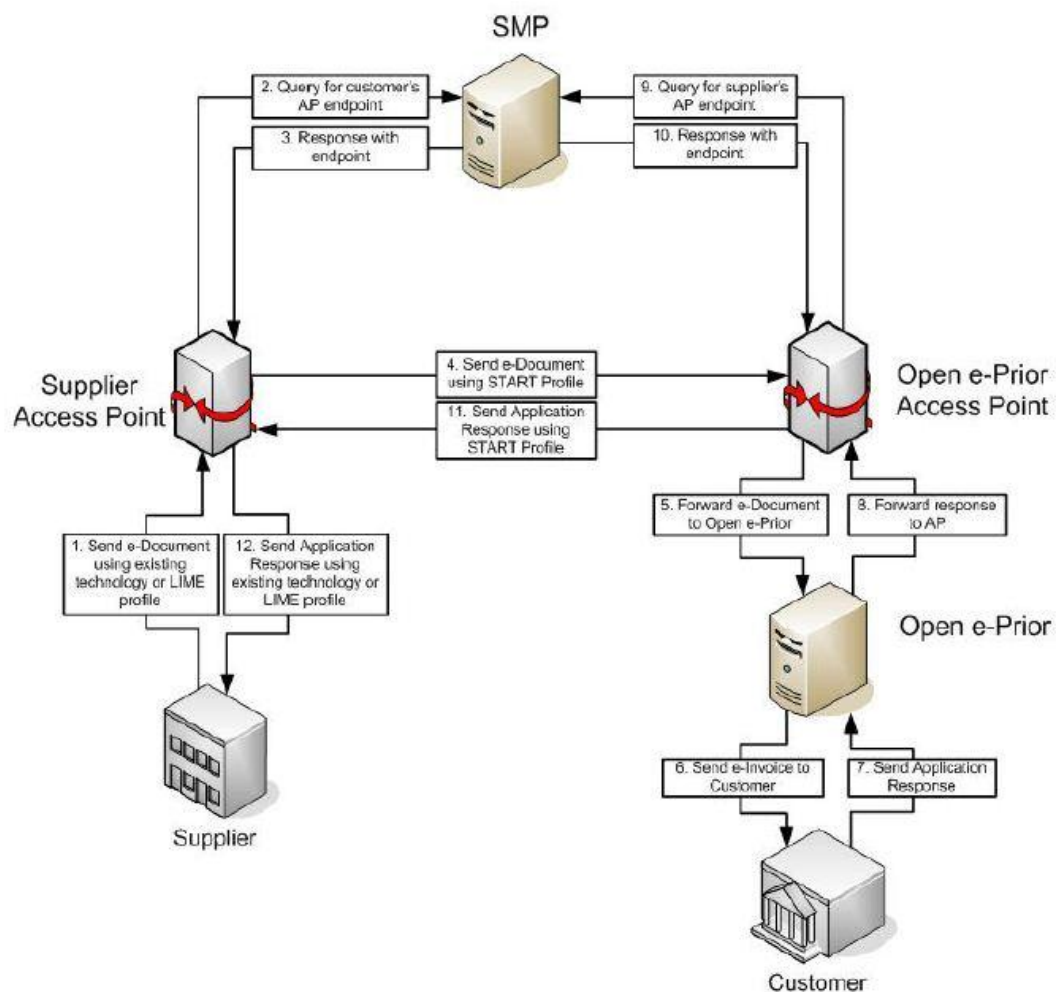 SMP
2. Query for customer's
AP endpoint
9. Query for supplier's
AP endpoint
3. Response with
endpoint
10. Response with
endpoint
Supplier
Access Point
4. Send e-Document
using START Profile
11. Send Application
Response using
START Profile
Open e-Prior
Access Point
1. Send e-Document
using existing
technology or LIME
profile
12. Send Application
Response using
existing technology or
LIME profile
5. Forward e-Document
to Open e-Prior
8. Forward response
to AP
Open e-Prior
Supplier
6. Send e-Invoice to
Customer
7. Send Application
Response
Customer